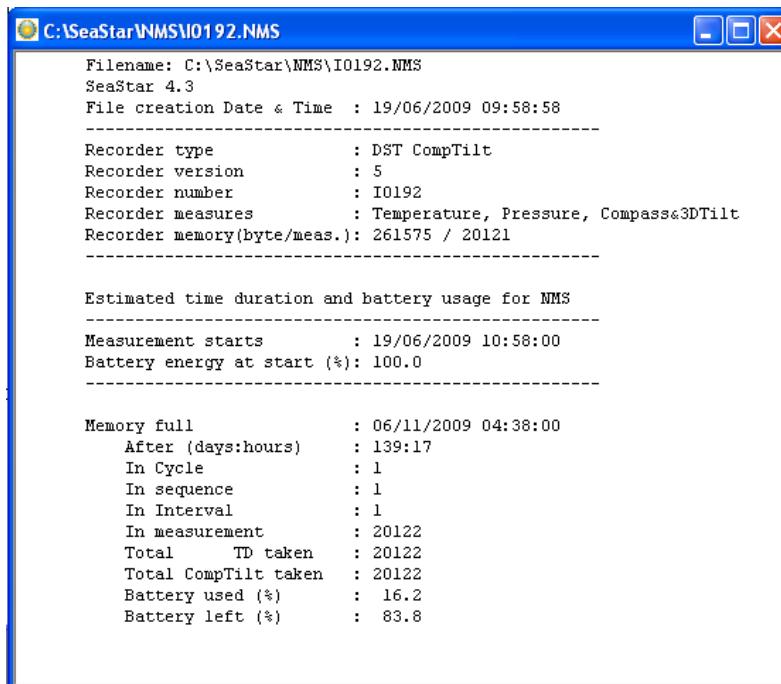 C:\SeaStar\NMS\I0192.NMS
Filename: C:\SeaStar\NMS\I0192.NMS
SeaStar 4.3
File creation Date & Time : 19/06/2009 09:58:58
---------------------------------------------------
Recorder type : DST CompTilt
Recorder version : 5
Recorder number : I0192
Recorder measures : Temperature, Pressure, Compass&3DTilt
Recorder memory(byte/meas.): 261575 / 20121
---------------------------------------------------
Estimated time duration and battery usage for NMS
---------------------------------------------------
Measurement starts : 19/06/2009 10:58:00
Battery energy at start (%): 100.0
---------------------------------------------------
Memory full : 06/11/2009 04:38:00
After (days:hours) : 139:17
In Cycle : 1
In sequence : 1
In Interval : 1
In measurement : 20122
Total TD taken : 20122
Total CompTilt taken : 20122
Battery used (%) : 16.2
Battery left (%) : 83.8